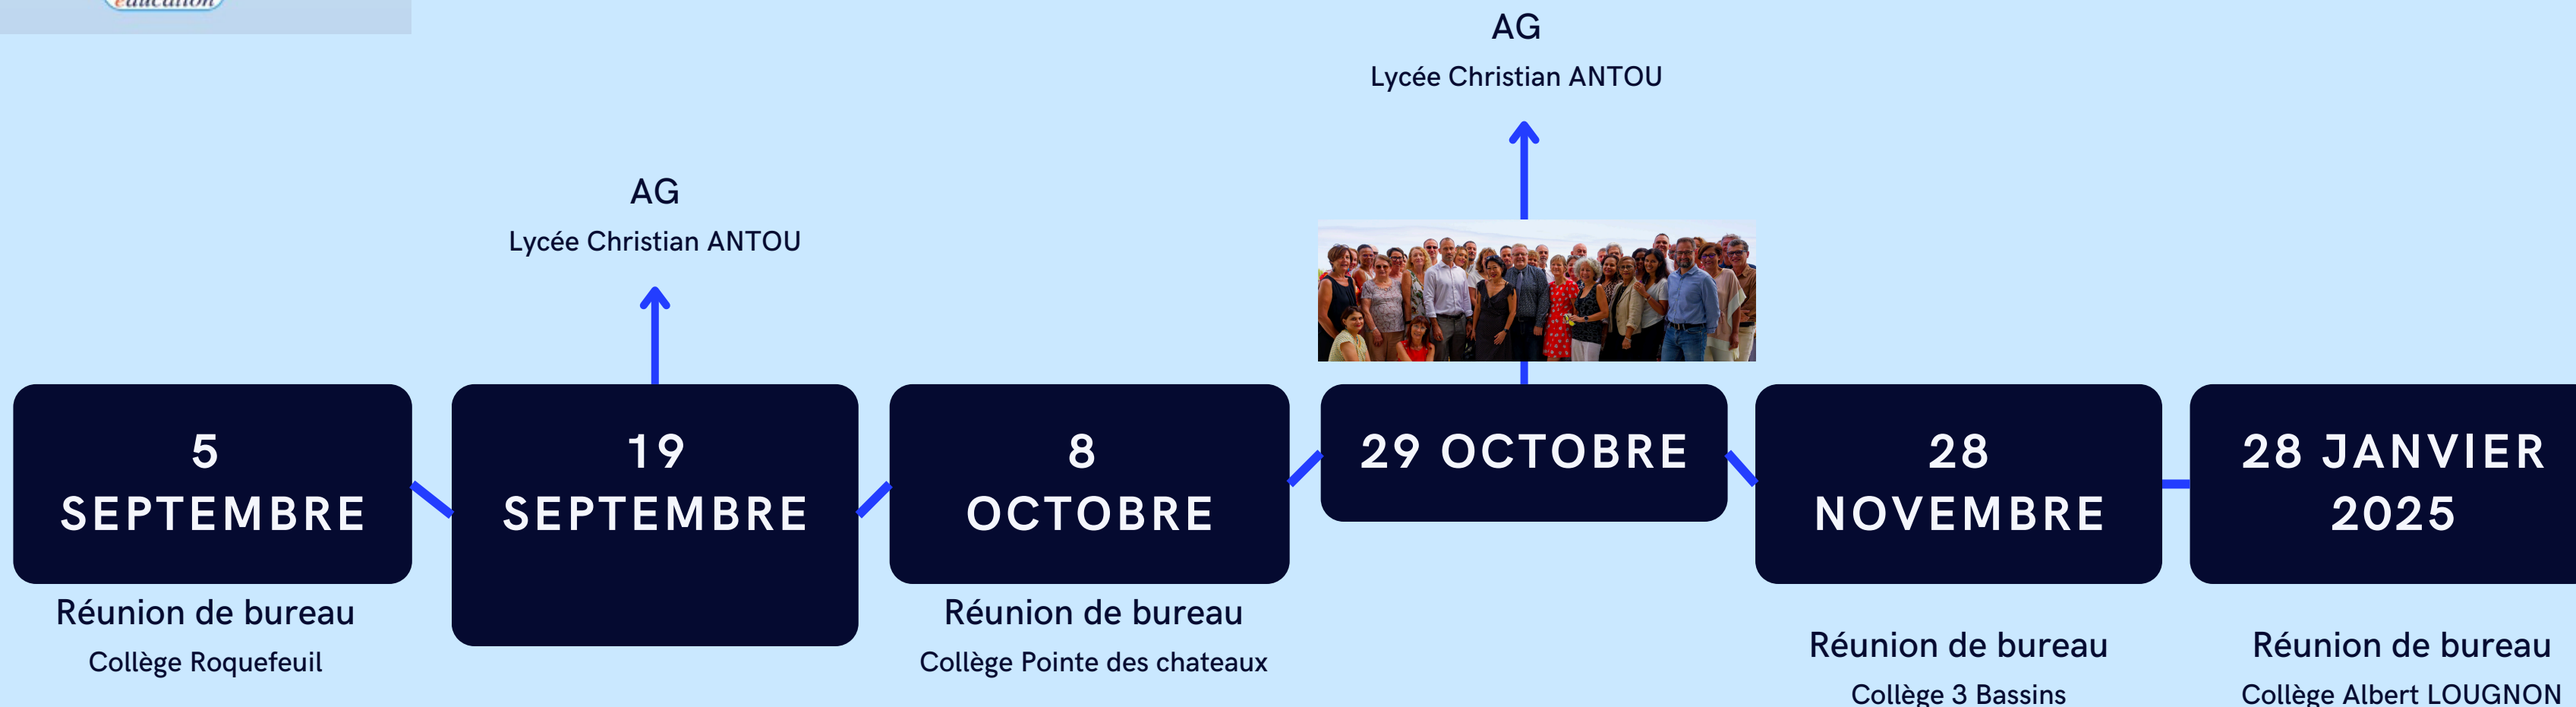 éducation
AG
Lycée Christian ANTOU
AG
Lycée Christian ANTOU
5
SEPTEMBRE
19
SEPTEMBRE
8
OCTOBRE
29 OCTOBRE
28
NOVEMBRE
28 JANVIER
2025
Réunion de bureau
Collège Roquefeuil
Réunion de bureau
Collège Pointe des chateaux
Réunion de bureau
Collège 3 Bassins
Réunion de bureau
Collège Albert LOUGNON